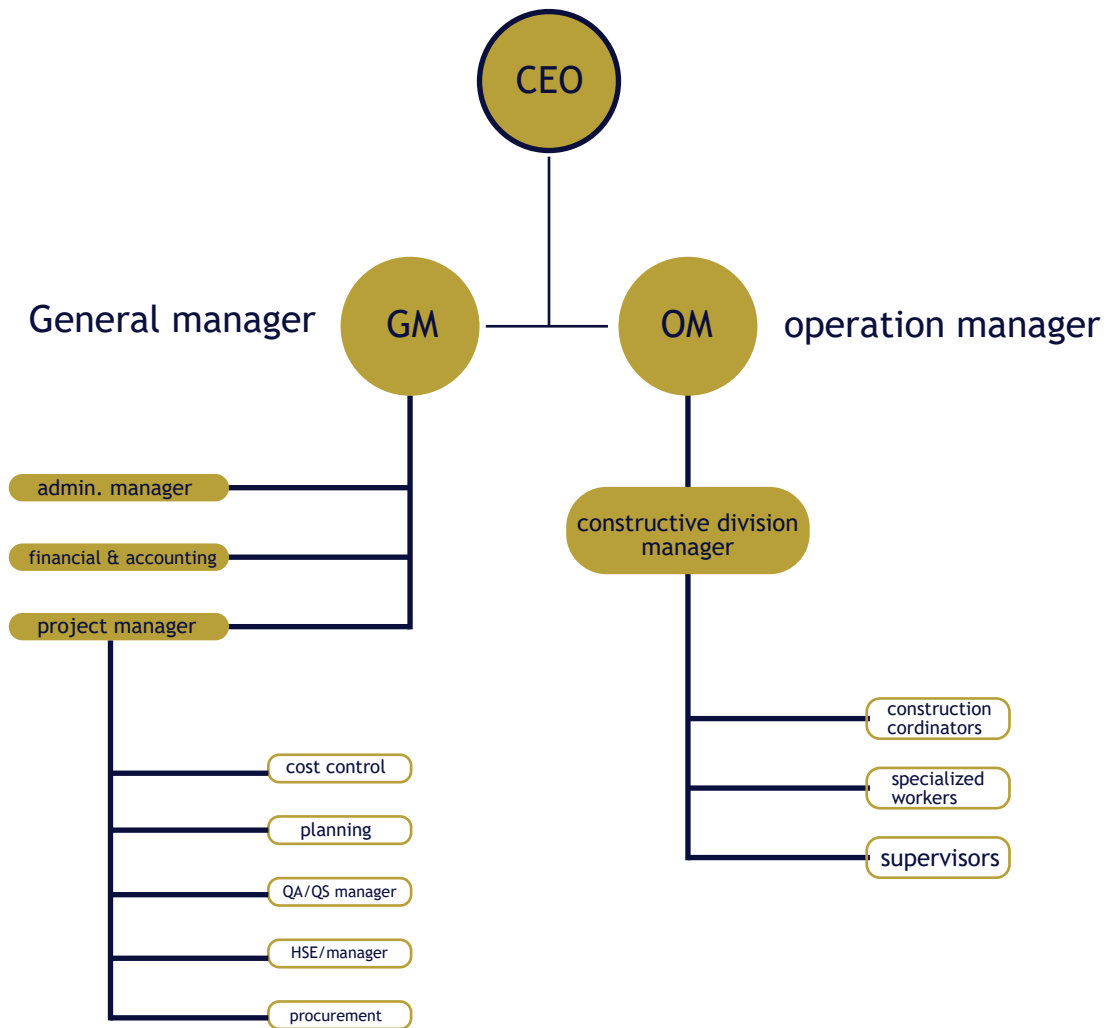 CEO
General manager
GM
OM
operation manager
admin. manager
financial & accounting
project manager
constructive division
manager
cost control
planning
QA/QS manager
HSE/manager
procurement
construction
cordinators
specialized
workers
supervisors